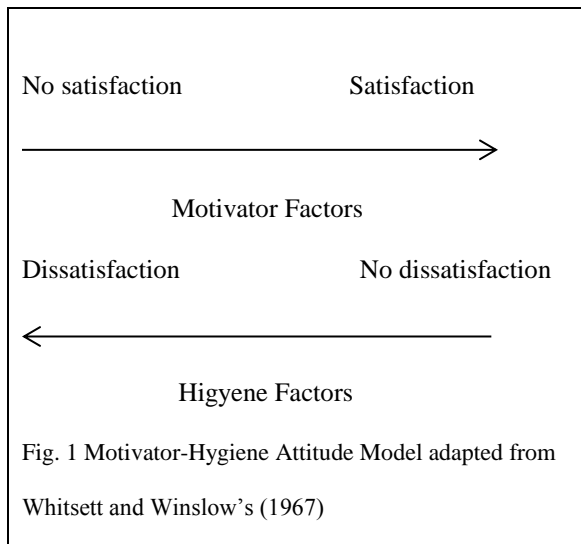 No satisfaction Satisfaction
Motivator Factors
Dissatisfaction No dissatisfaction
Higyene Factors
Fig. 1 Motivator-Hygiene Attitude Model adapted from
Whitsett and Winslow’s (1967)